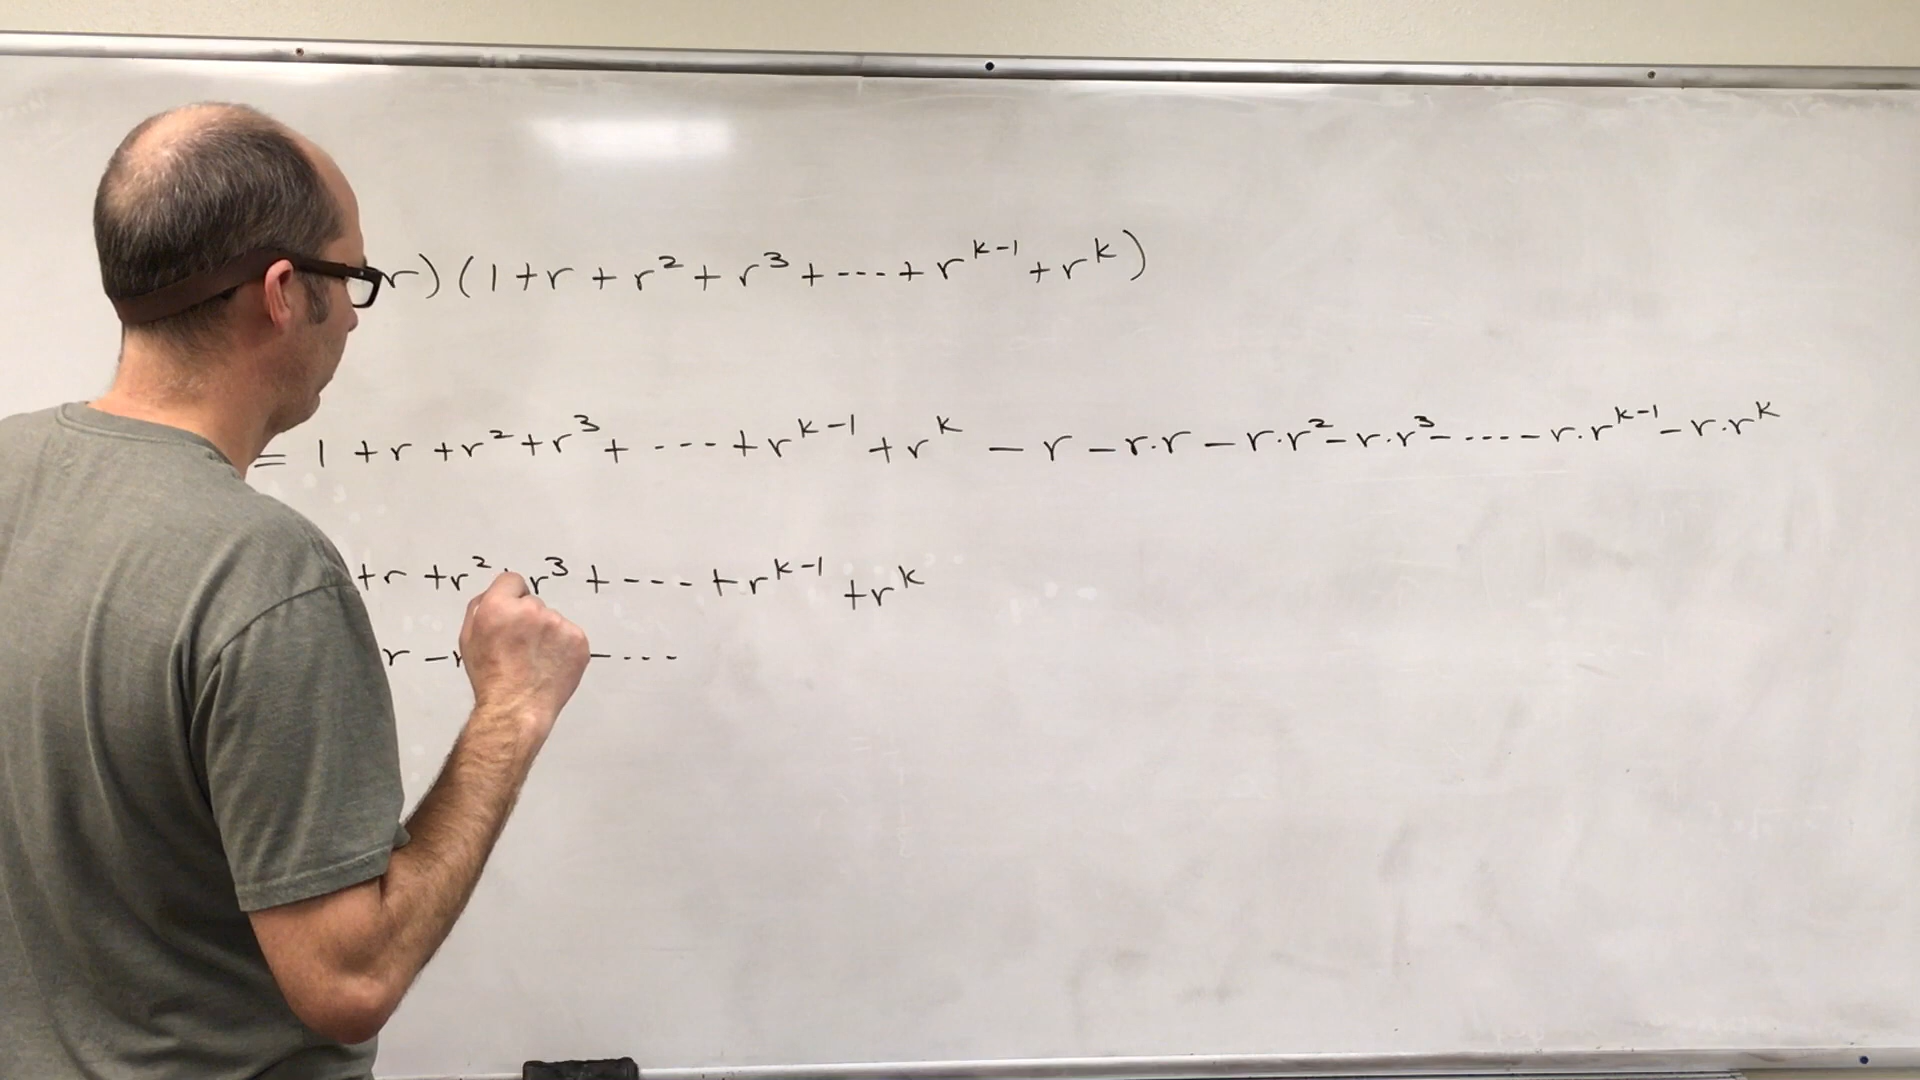 r)(1+r+r²+r³+---+r^(k-1)+r^k)
= 1+r+r²+r³+---+r^(k-1)+r^k-r-r·r-r·r²-r·r³-....-r·r^(k-1)-r·r^k
+r+r² r³+---+r^(k-1)+r^k
r- -...